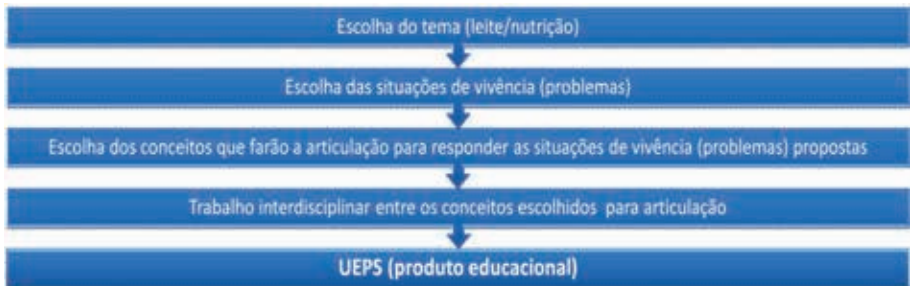 Escolha do tema (leite/nutrição)
Escolha das situações de vivência (problemas)
Escolha dos conceitos que farão a articulação para responder as situações de vivência (problemas) propostas
Trabalho interdisciplinar entre os conceitos escolhidos para articulação
UEPS (produto educacional)